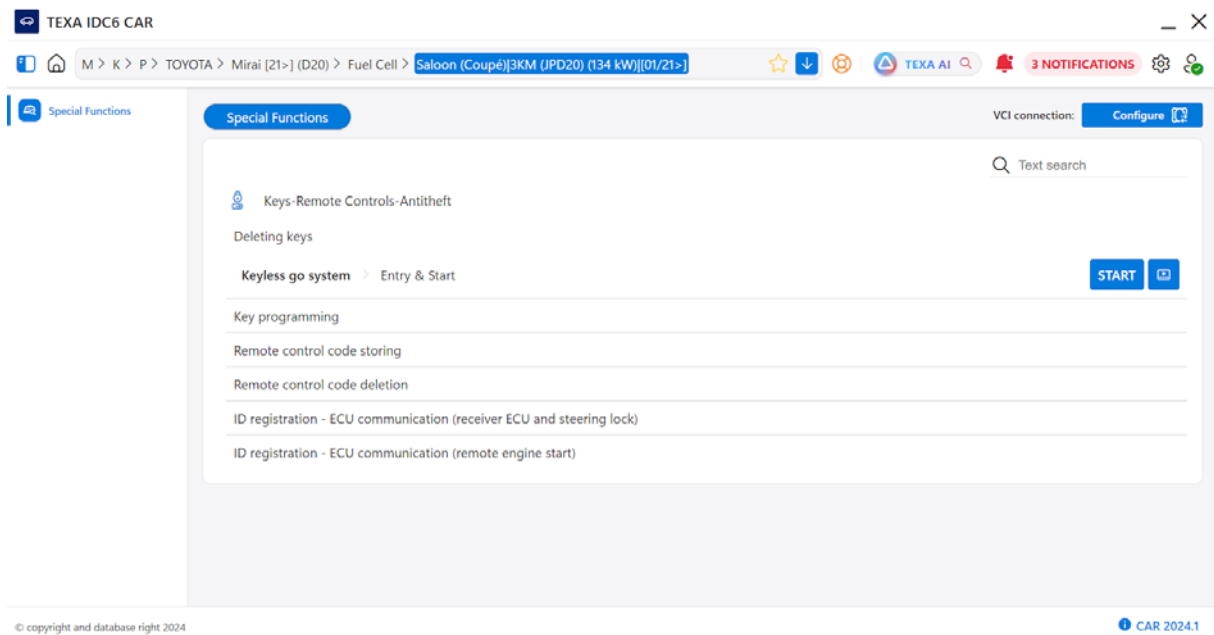 TEXA IDC6 CAR
M > K > P > TOYOTA > Mirai [21>] (D20) > Fuel Cell > Saloon (Coupé)|3KM (JPD20) (134 kW)|[01/21>]
TEXA AI
3 NOTIFICATIONS
Special Functions
Special Functions
VCI connection:
Configure
Text search
Keys-Remote Controls-Antitheft
Deleting keys
Keyless go system > Entry & Start
START
Key programming
Remote control code storing
Remote control code deletion
ID registration - ECU communication (receiver ECU and steering lock)
ID registration - ECU communication (remote engine start)
© copyright and database right 2024
CAR 2024.1